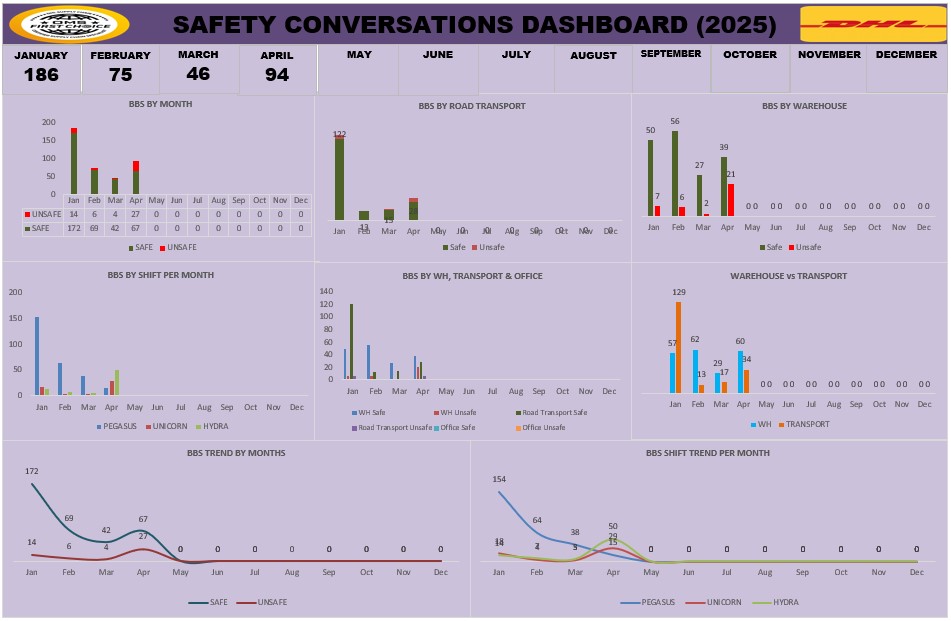 SAFETY CONVERSATIONS DASHBOARD (2025)
OMS
FIRST CHOICE
DHL
JANUARY FEBRUARY MARCH APRIL MAY JUNE JULY AUGUST SEPTEMBER OCTOBER NOVEMBER DECEMBER
186 75 46 94
BBS BY MONTH
200
150
100
50
0
Jan Feb Mar Apr May Jun Jul Aug Sep Oct Nov Dec
UNSAFE 14 6 4 27 0 0 0 0 0 0 0 0
SAFE 172 69 42 67 0 0 0 0 0 0 0 0
SAFE UNSAFE
BBS BY ROAD TRANSPORT
122
13
15
0 0 0 0 0 0 0 0
Jan Feb Mar Apr May Jun Jul Aug Sep Oct Nov Dec
Safe Unsafe
BBS BY WAREHOUSE
50 7 56 6 27 2 39 21 0 0 0 0 0 0 0 0 0 0 0 0 0 0 0 0
Jan Feb Mar Apr May Jun Jul Aug Sep Oct Nov Dec
Safe Unsafe
BBS BY SHIFT PER MONTH
200
150
100
50
0
Jan Feb Mar Apr May Jun Jul Aug Sep Oct Nov Dec
PEGASUS UNICORN HYDRA
BBS BY WH, TRANSPORT & OFFICE
140
120
100
80
60
40
20
0
Jan Feb Mar Apr May Jun Jul Aug Sep Oct Nov Dec
WH Safe WH Unsafe Road Transport Safe
Road Transport Unsafe Office Safe Office Unsafe
WAREHOUSE vs TRANSPORT
57 129 62 13 29 17 60 34 0 0 0 0 0 0 0 0 0 0 0 0 0 0 0 0
Jan Feb Mar Apr May Jun Jul Aug Sep Oct Nov Dec
WH TRANSPORT
BBS TREND BY MONTHS
172 69 42 67 0 0 0 0 0 0 0 0
14 6 4 27
Jan Feb Mar Apr May Jun Jul Aug Sep Oct Nov Dec
SAFE UNSAFE
BBS SHIFT TREND PER MONTH
154 64 38 50 0 0 0 0 0 0 0 0
18 14 4 3 29 15
Jan Feb Mar Apr May Jun Jul Aug Sep Oct Nov Dec
PEGASUS UNICORN HYDRA